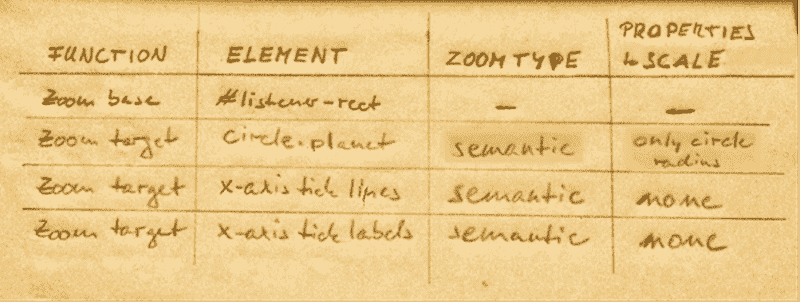 FUNCTION ELEMENT ZOOM TYPE PROPERTIES
↳ SCALE
Zoom base #listener-rect — —
Zoom target circle.planet semantic only circle
radius
Zoom target x-axis tick lines semantic none
Zoom target x-axis tick labels semantic none